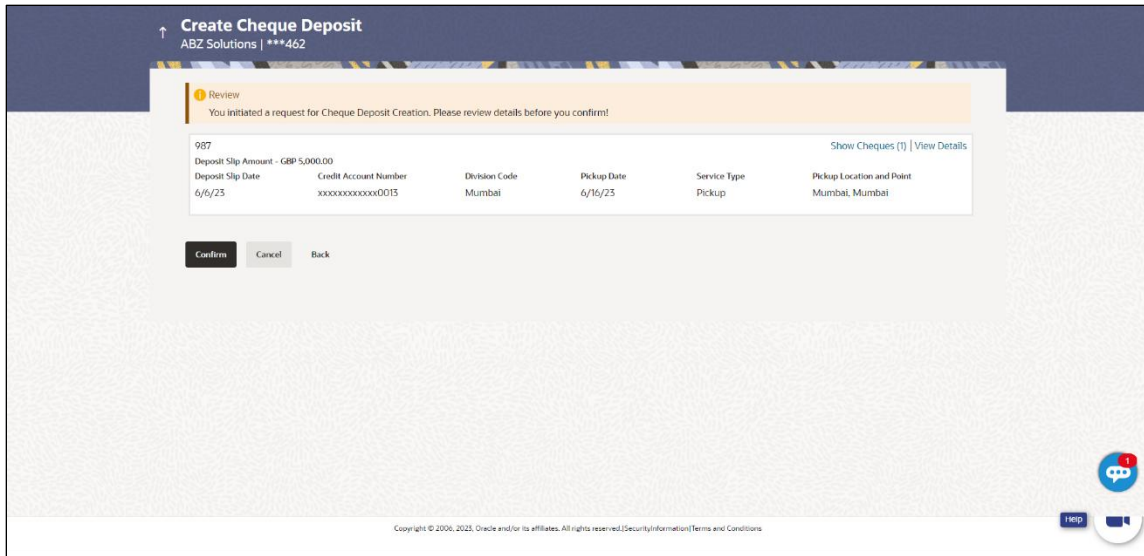 Create Cheque Deposit
ABZ Solutions | ***462
Review
You initiated a request for Cheque Deposit Creation. Please review details before you confirm!
987 Show Cheques (1) | View Details
Deposit Slip Amount - GBP 5,000.00
Deposit Slip Date Credit Account Number Division Code Pickup Date Service Type Pickup Location and Point
6/6/23 xxxxxxxxxxxx0013 Mumbai 6/16/23 Pickup Mumbai, Mumbai
Confirm Cancel Back
1
Help
Copyright © 2006, 2023, Oracle and/or its affiliates. All rights reserved.|SecurityInformation|Terms and Conditions